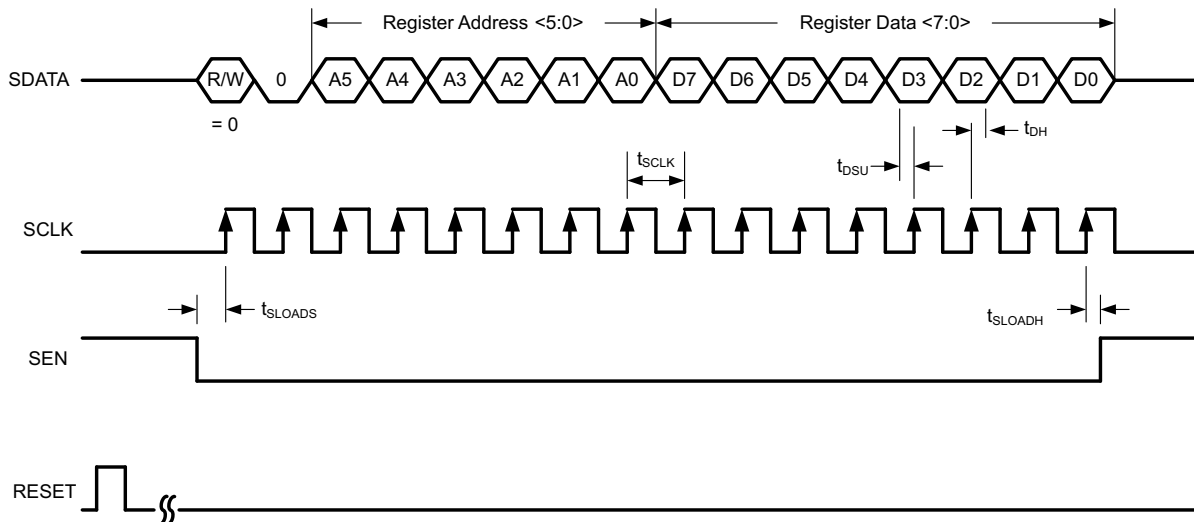 Register Address <5:0> Register Data <7:0>
SDATA R/W 0 A5 A4 A3 A2 A1 A0 D7 D6 D5 D4 D3 D2 D1 D0
= 0
tDH
tSCLK
tDSU
SCLK
tSLOADS tSLOADH
SEN
RESET